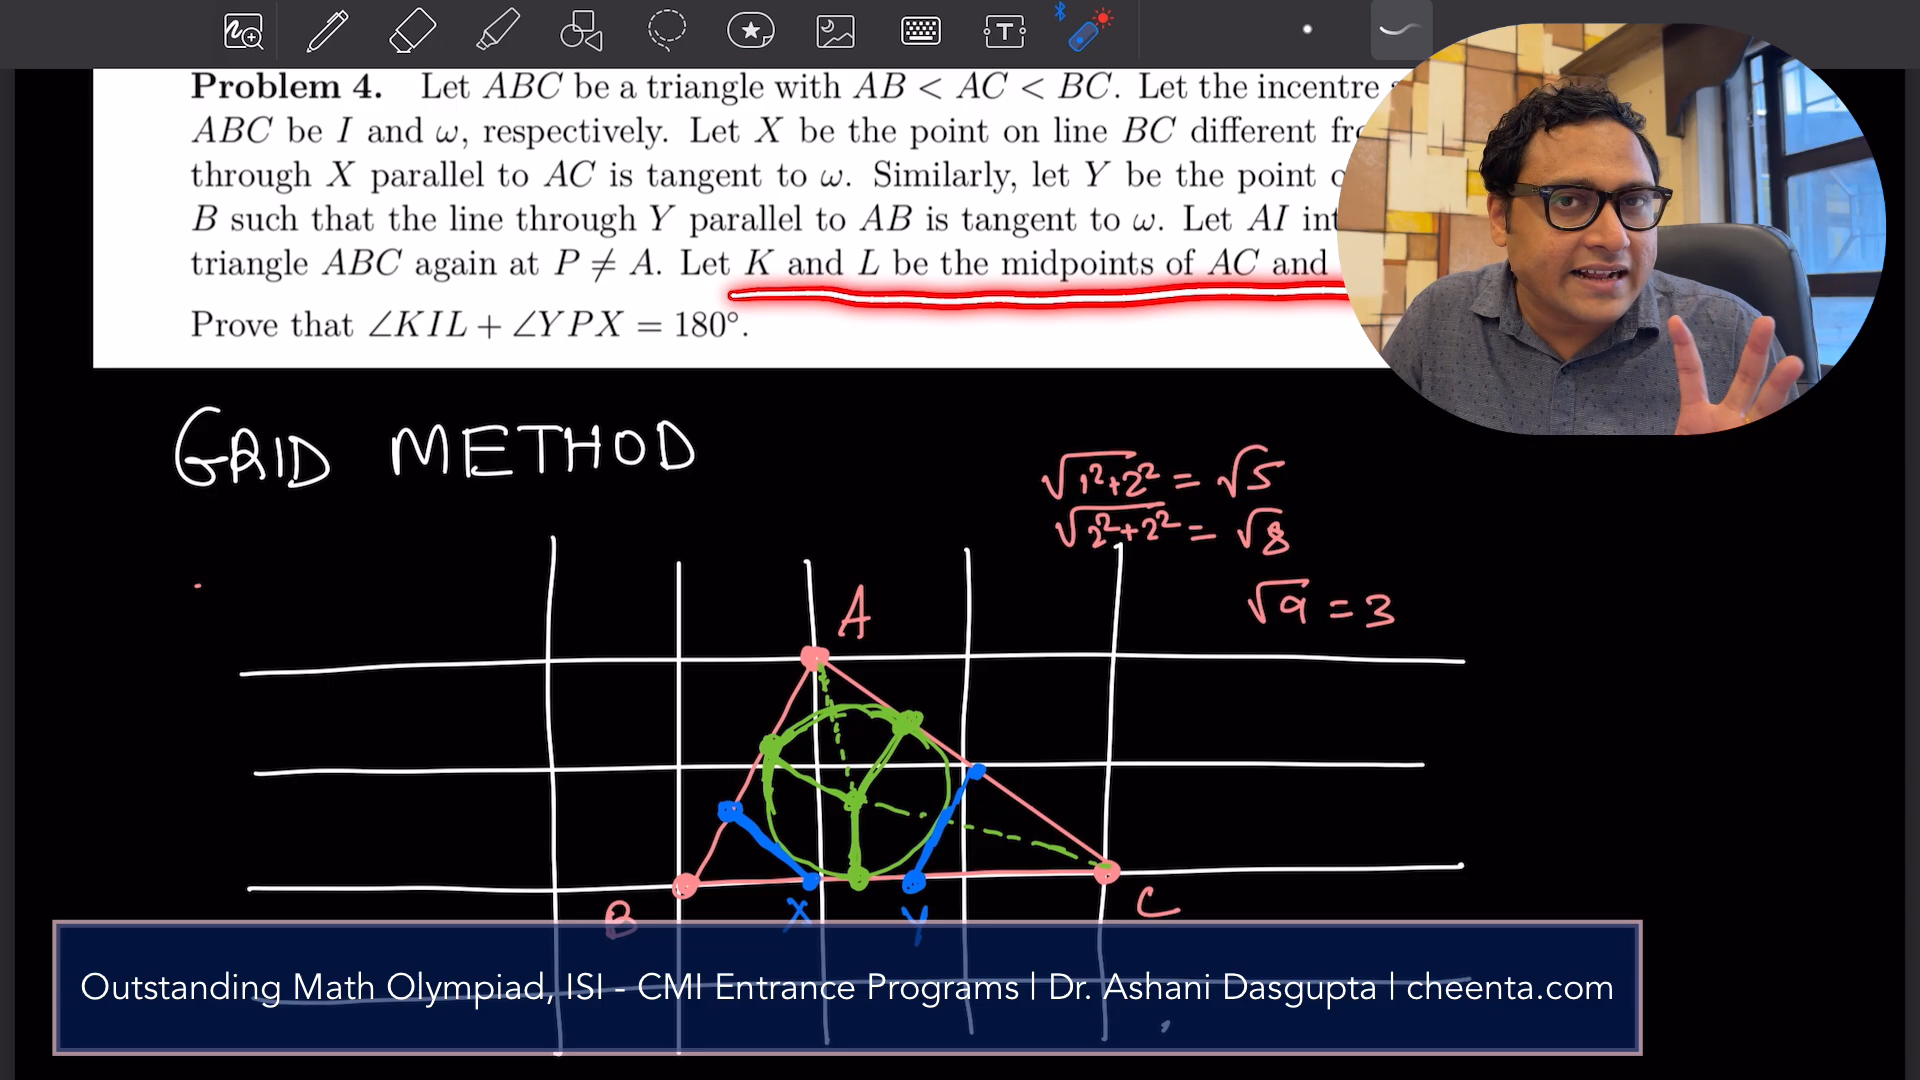 Problem 4. Let ABC be a triangle with AB < AC < BC. Let the incentre
ABC be I and ω, respectively. Let X be the point on line BC different
through X parallel to AC is tangent to ω. Similarly, let Y be the point
B such that the line through Y parallel to AB is tangent to ω. Let AI
triangle ABC again at P ≠ A. Let K and L be the midpoints of AC and
Prove that ∠KIL + ∠YPX = 180°.
GRID METHOD
√1²+2² = √5
√2²+2² = √8
√9 = 3
A
B X Y C
Outstanding Math Olympiad, ISI - CMI Entrance Programs | Dr. Ashani Dasgupta | cheenta.com